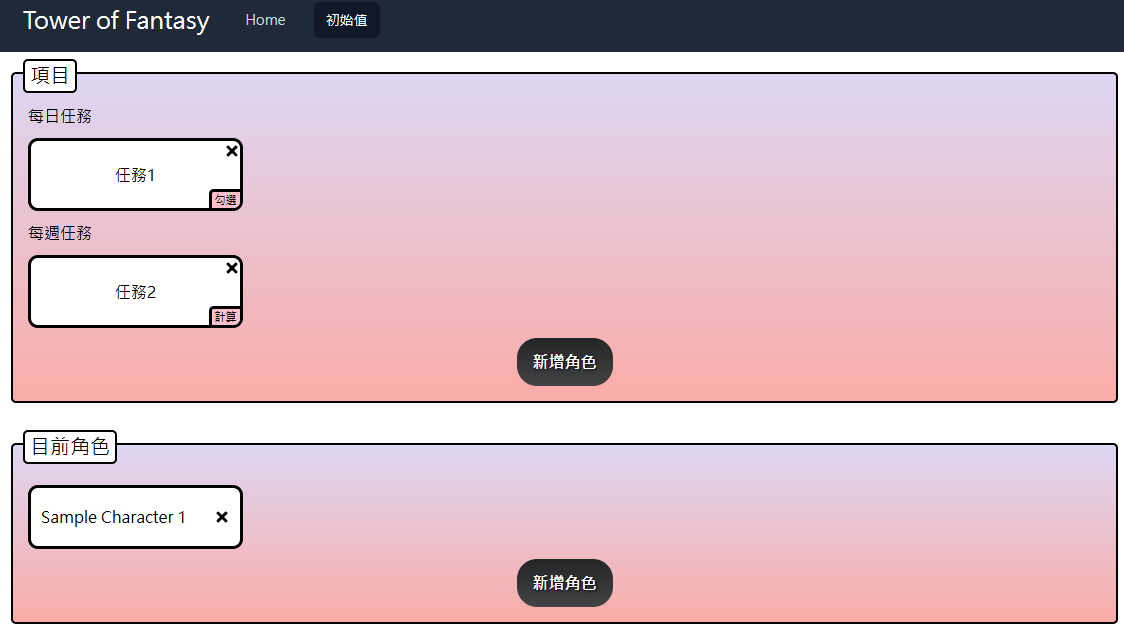 Tower of Fantasy Home 初始值
項目
每日任務
任務1
勾選
每週任務
任務2
計算
新增角色
目前角色
Sample Character 1
新增角色